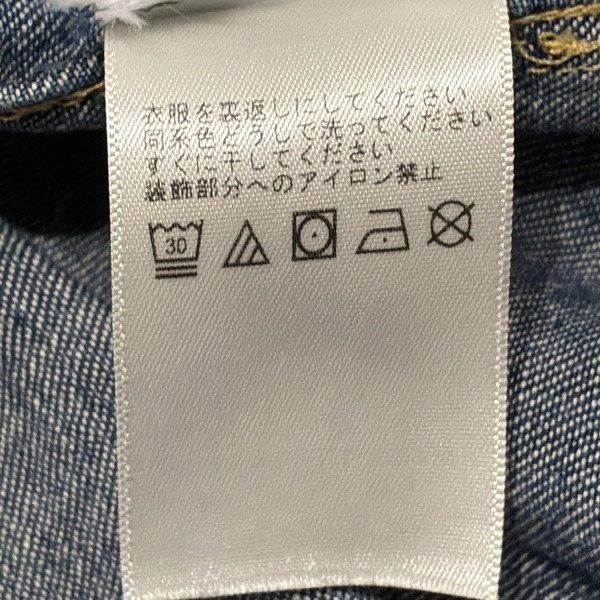 衣服を裏返しにしてください
同系色どうしで洗ってください
すぐに干してください
装飾部分へのアイロン禁止
30